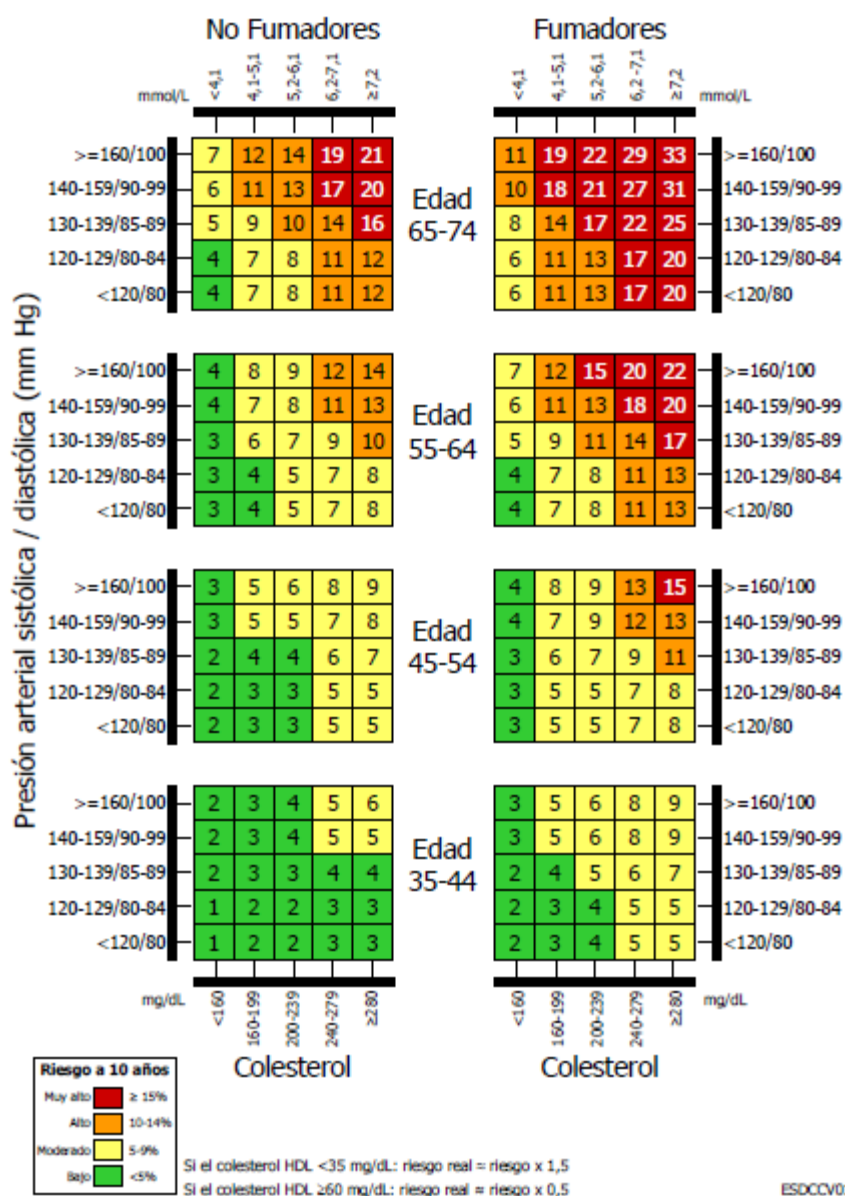 No Fumadores Fumadores
mmol/L <4,1 4,1-5,1 5,2-6,1 6,2-7,1 ≥7,2 <4,1 4,1-5,1 5,2-6,1 6,2 -7,1 ≥7,2 mmol/L
Presión arterial sistólica / diastólica (mm Hg)
>=160/100 7 12 14 19 21 11 19 22 29 33 >=160/100
140-159/90-99 6 11 13 17 20 10 18 21 27 31 140-159/90-99
Edad
65-74
130-139/85-89 5 9 10 14 16 8 14 17 22 25 130-139/85-89
120-129/80-84 4 7 8 11 12 6 11 13 17 20 120-129/80-84
<120/80 4 7 8 11 12 6 11 13 17 20 <120/80
>=160/100 4 8 9 12 14 7 12 15 20 22 >=160/100
140-159/90-99 4 7 8 11 13 6 11 13 18 20 140-159/90-99
Edad
55-64
130-139/85-89 3 6 7 9 10 5 9 11 14 17 130-139/85-89
120-129/80-84 3 4 5 7 8 4 7 8 11 13 120-129/80-84
<120/80 3 4 5 7 8 4 7 8 11 13 <120/80
>=160/100 3 5 6 8 9 4 8 9 13 15 >=160/100
140-159/90-99 3 5 5 7 8 4 7 9 12 13 140-159/90-99
Edad
45-54
130-139/85-89 2 4 4 6 7 3 6 7 9 11 130-139/85-89
120-129/80-84 2 3 3 5 5 3 5 5 7 8 120-129/80-84
<120/80 2 3 3 5 5 3 5 5 7 8 <120/80
>=160/100 2 3 4 5 6 3 5 6 8 9 >=160/100
140-159/90-99 2 3 4 5 5 3 5 6 8 9 140-159/90-99
Edad
35-44
130-139/85-89 2 3 3 4 4 2 4 5 6 7 130-139/85-89
120-129/80-84 1 2 2 3 3 2 3 4 5 5 120-129/80-84
<120/80 1 2 2 3 3 2 3 4 5 5 <120/80
mg/dL <160 160-199 200-239 240-279 ≥280 <160 160-199 200-239 240-279 ≥280 mg/dL
Colesterol Colesterol
Riesgo a 10 años
Muy alto ≥ 15%
Alto 10-14%
Moderado 5-9%
Bajo <5%
Si el colesterol HDL <35 mg/dL: riesgo real = riesgo x 1,5
Si el colesterol HDL ≥60 mg/dL: riesgo real = riesgo x 0,5